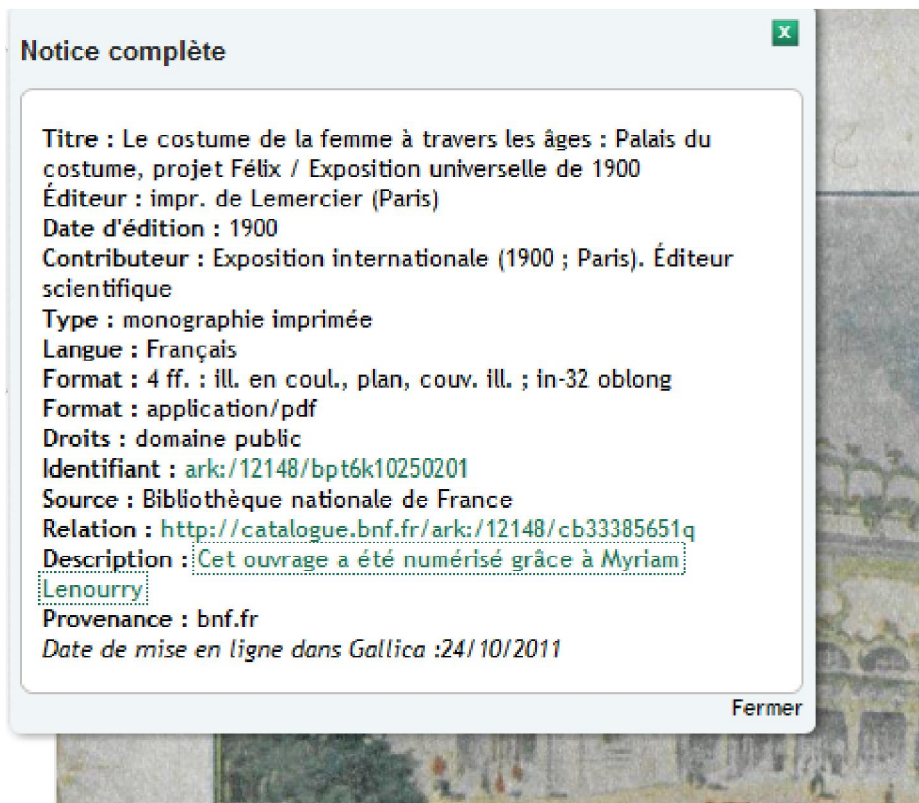 x
Notice complète
Titre : Le costume de la femme à travers les âges : Palais du
costume, projet Félix / Exposition universelle de 1900
Éditeur : impr. de Lemercier (Paris)
Date d'édition : 1900
Contributeur : Exposition internationale (1900 ; Paris). Éditeur
scientifique
Type : monographie imprimée
Langue : Français
Format : 4 ff. : ill. en coul., plan, couv. ill. ; in-32 oblong
Format : application/pdf
Droits : domaine public
Identifiant : ark:/12148/bpt6k10250201
Source : Bibliothèque nationale de France
Relation : http://catalogue.bnf.fr/ark:/12148/cb33385651q
Description : Cet ouvrage a été numérisé grâce à Myriam
Lenourry
Provenance : bnf.fr
Date de mise en ligne dans Gallica :24/10/2011
Fermer